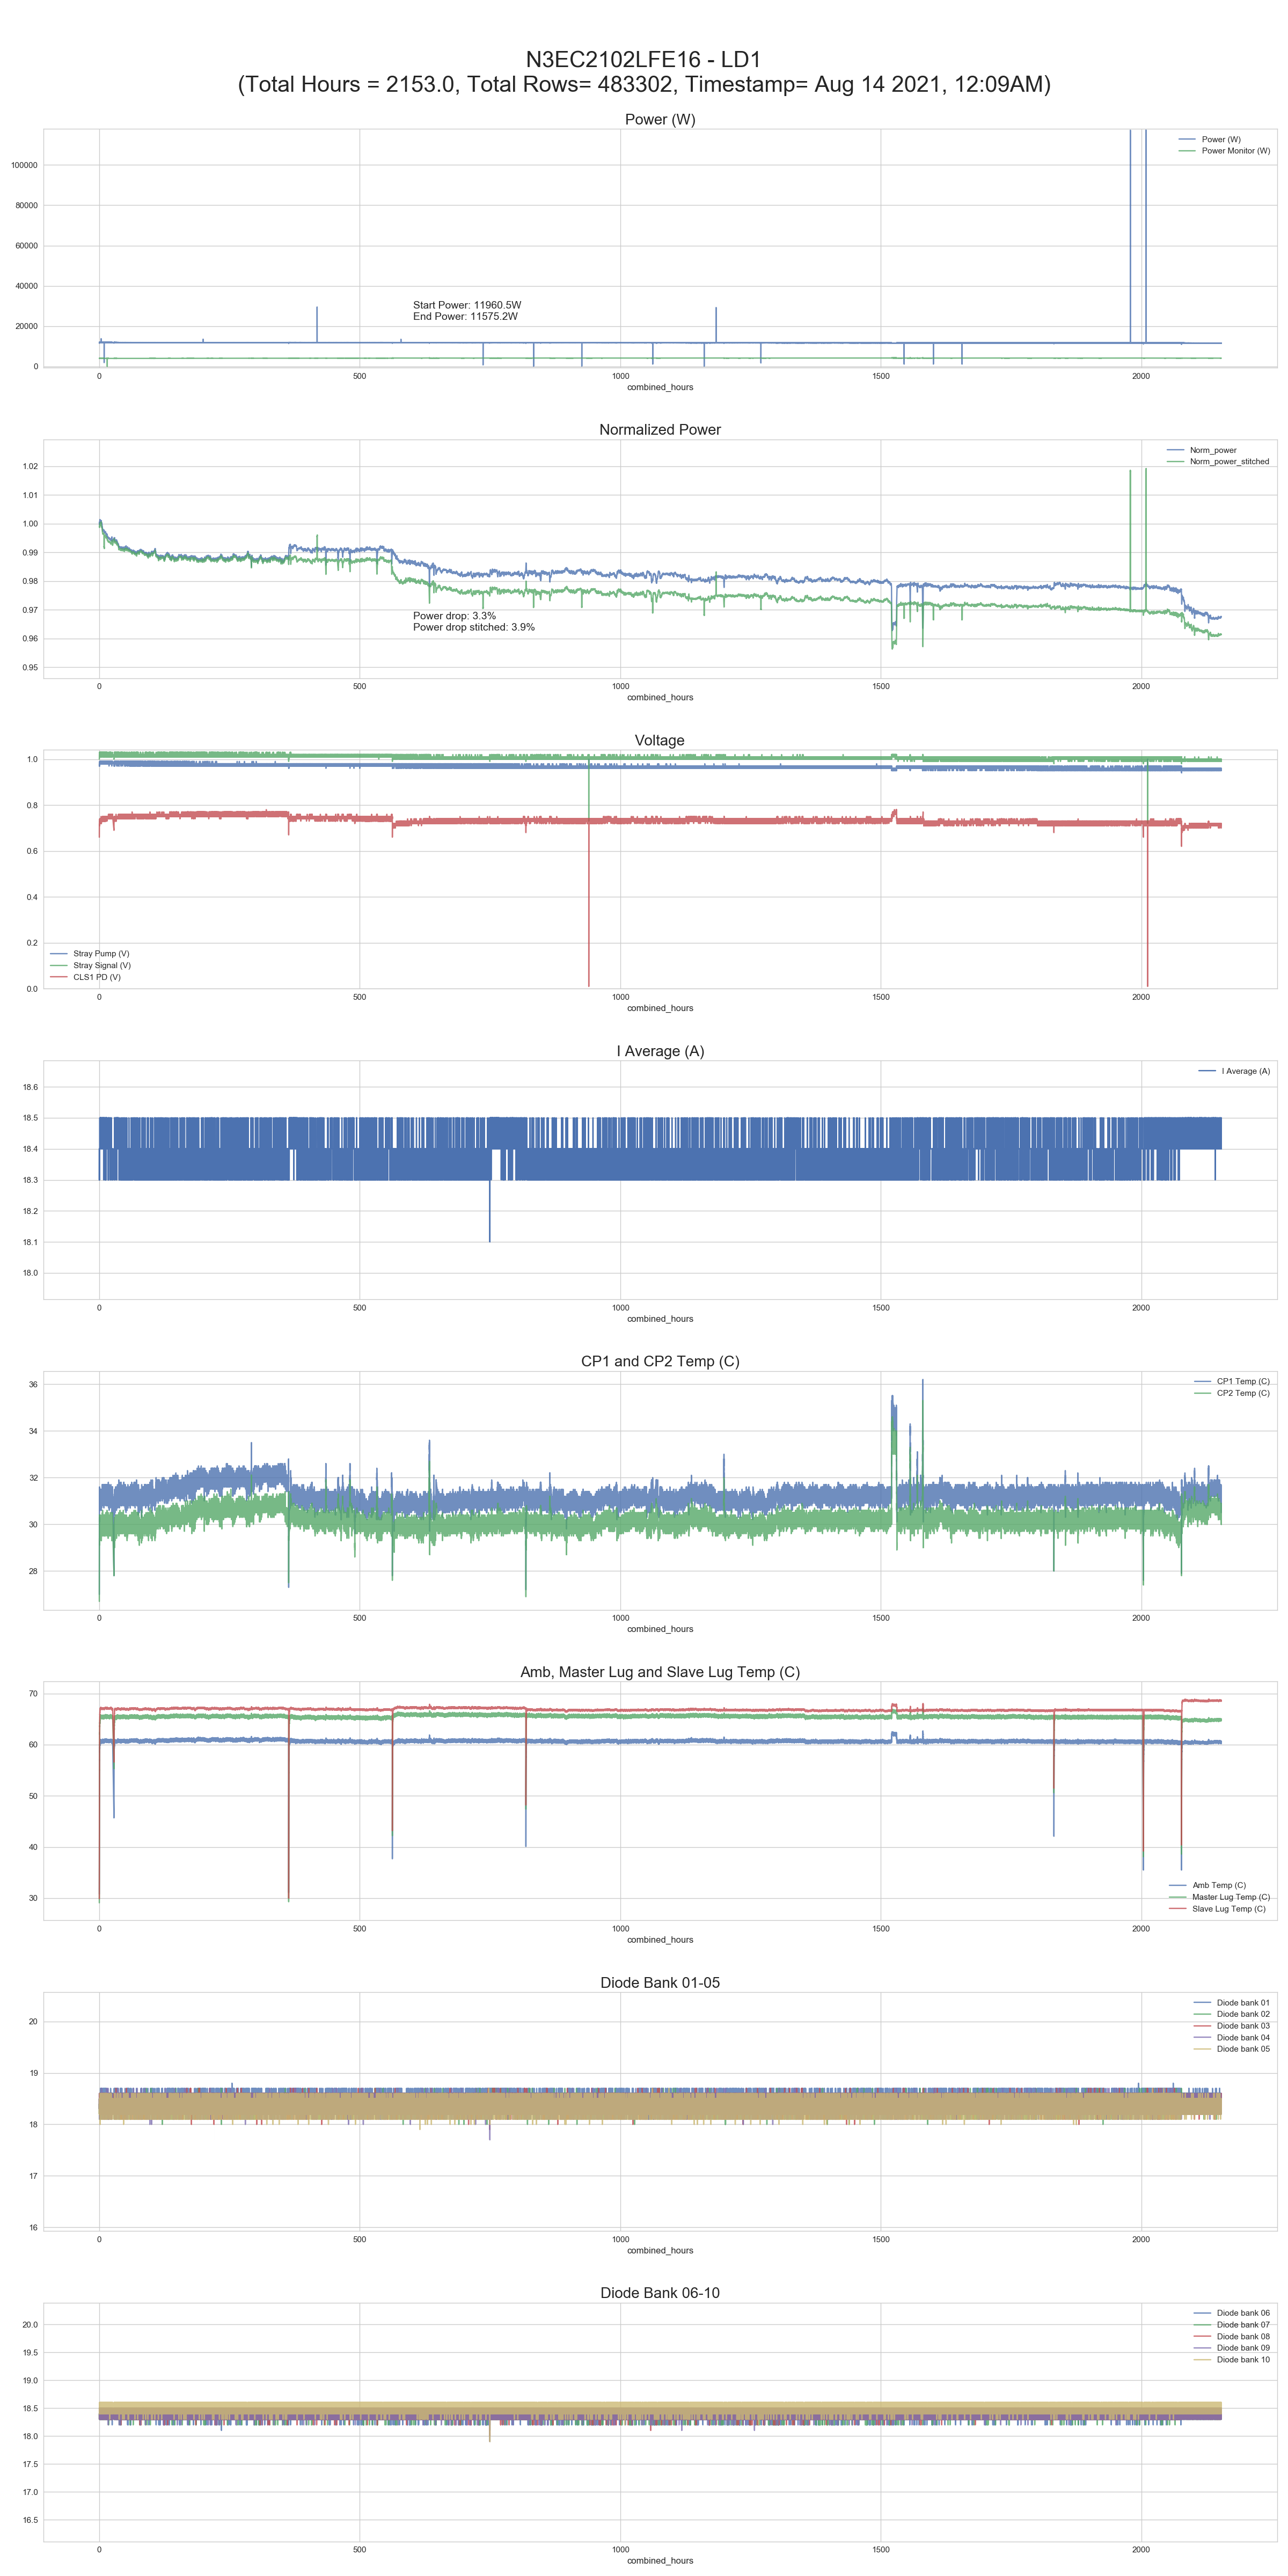 N3EC2102LFE16 - LD1
(Total Hours = 2153.0, Total Rows= 483302, Timestamp= Aug 14 2021, 12:09AM)
Power (W)
Power (W)
Power Monitor (W)
100000
80000
60000
40000
20000
0
Start Power: 11960.5W
End Power: 11575.2W
0 500 1000 1500 2000
combined_hours
Normalized Power
Norm_power
Norm_power_stitched
1.02
1.01
1.00
0.99
0.98
0.97
0.96
0.95
Power drop: 3.3%
Power drop stitched: 3.9%
0 500 1000 1500 2000
combined_hours
Voltage
1.0
0.8
0.6
0.4
0.2
0.0
Stray Pump (V)
Stray Signal (V)
CLS1 PD (V)
0 500 1000 1500 2000
combined_hours
I Average (A)
I Average (A)
18.6
18.5
18.4
18.3
18.2
18.1
18.0
0 500 1000 1500 2000
combined_hours
CP1 and CP2 Temp (C)
CP1 Temp (C)
CP2 Temp (C)
36
34
32
30
28
0 500 1000 1500 2000
combined_hours
Amb, Master Lug and Slave Lug Temp (C)
70
60
50
40
30
Amb Temp (C)
Master Lug Temp (C)
Slave Lug Temp (C)
0 500 1000 1500 2000
combined_hours
Diode Bank 01-05
Diode bank 01
Diode bank 02
Diode bank 03
Diode bank 04
Diode bank 05
20
19
18
17
16
0 500 1000 1500 2000
combined_hours
Diode Bank 06-10
Diode bank 06
Diode bank 07
Diode bank 08
Diode bank 09
Diode bank 10
20.0
19.5
19.0
18.5
18.0
17.5
17.0
16.5
0 500 1000 1500 2000
combined_hours